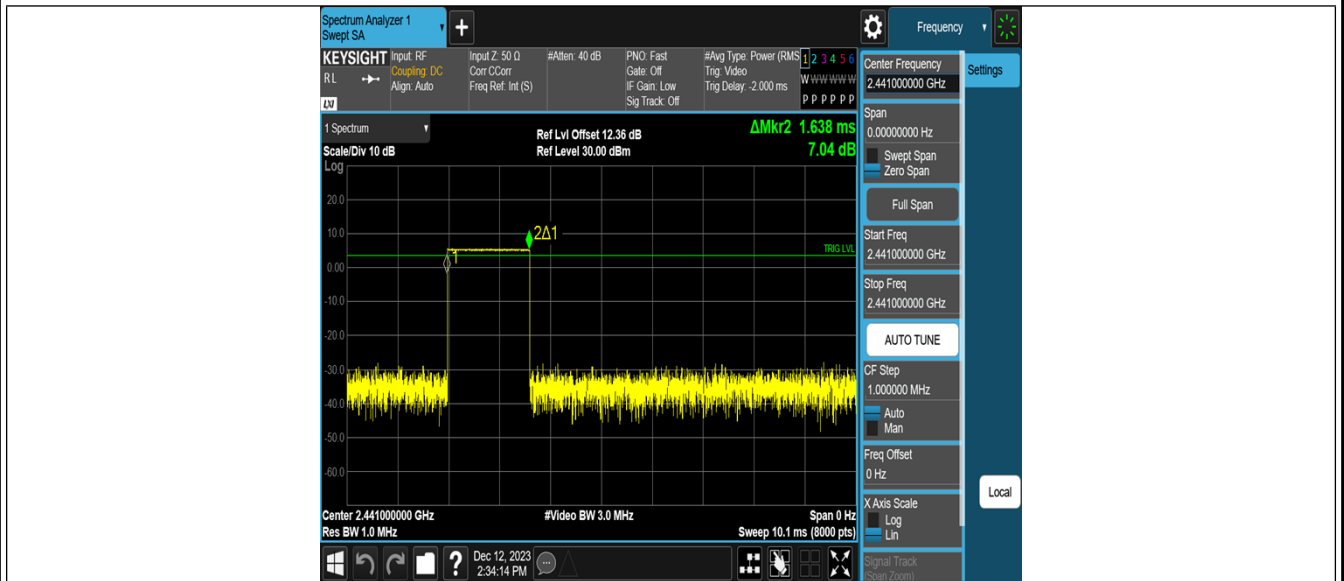 Spectrum Analyzer 1
Swept SA
+
Frequency
KEYSIGHT
RL
LXI
Input: RF
Coupling: DC
Align: Auto
Input Z: 50 Ω
Corr CCorr
Freq Ref: Int (S)
#Atten: 40 dB
PNO: Fast
Gate: Off
IF Gain: Low
Sig Track: Off
#Avg Type: Power (RMS
Trig: Video
Trig Delay: -2.000 ms
1 2 3 4 5 6
W W W W W W
P P P P P P
1 Spectrum
Scale/Div 10 dB
Log
Ref Lvl Offset 12.36 dB
Ref Level 30.00 dBm
ΔMkr2 1.638 ms
7.04 dB
20.0
10.0
0.00
-10.0
-20.0
-30.0
-40.0
-50.0
-60.0
2Δ1
1
TRIG LVL
Center 2.441000000 GHz
Res BW 1.0 MHz
#Video BW 3.0 MHz
Span 0 Hz
Sweep 10.1 ms (8000 pts)
?
Dec 12, 2023
2:34:14 PM
Center Frequency
2.441000000 GHz
Span
0.00000000 Hz
Swept Span
Zero Span
Full Span
Start Freq
2.441000000 GHz
Stop Freq
2.441000000 GHz
AUTO TUNE
CF Step
1.000000 MHz
Auto
Man
Freq Offset
0 Hz
X Axis Scale
Log
Lin
Signal Track
(Span Zoom)
Settings
Local